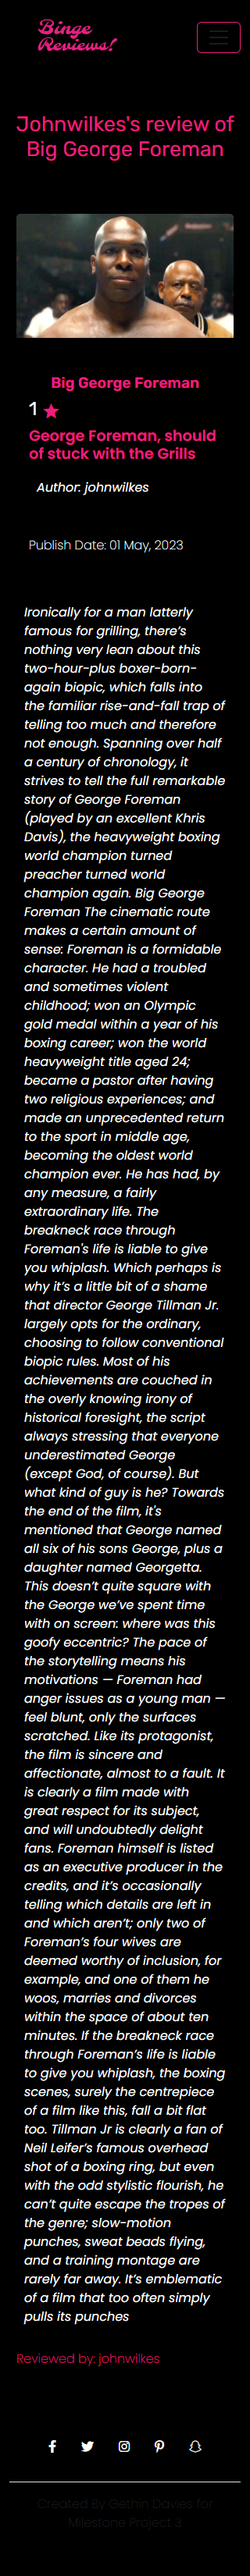 Binge
Reviews!
Johnwilkes's review of
Big George Foreman
Big George Foreman
1
George Foreman, should
of stuck with the Grills
Author: johnwilkes
Publish Date: 01 May, 2023
Ironically for a man latterly
famous for grilling, there's
nothing very lean about this
two-hour-plus boxer-born-
again biopic, which falls into
the familiar rise-and-fall trap of
telling too much and therefore
not enough. Spanning over half
a century of chronology, it
strives to tell the full remarkable
story of George Foreman
(played by an excellent Khris
Davis), the heavyweight boxing
world champion turned
preacher turned world
champion again. Big George
Foreman The cinematic route
makes a certain amount of
sense: Foreman is a formidable
character. He had a troubled
and sometimes violent
childhood; won an Olympic
gold medal within a year of his
boxing career; won the world
heavyweight title aged 24;
became a pastor after having
two religious experiences; and
made an unprecedented return
to the sport in middle age,
becoming the oldest world
champion ever. He has had, by
any measure, a fairly
extraordinary life. The
breakneck race through
Foreman's life is liable to give
you whiplash. Which perhaps is
why it's a little bit of a shame
that director George Tillman Jr.
largely opts for the ordinary,
choosing to follow conventional
biopic rules. Most of his
achievements are couched in
the overly knowing irony of
historical foresight, the script
always stressing that everyone
underestimated George
(except God, of course). But
what kind of guy is he? Towards
the end of the film, it's
mentioned that George named
all six of his sons George, plus a
daughter named Georgetta.
This doesn't quite square with
the George we've spent time
with on screen: where was this
goofy eccentric? The pace of
the storytelling means his
motivations — Foreman had
anger issues as a young man —
feel blunt, only the surfaces
scratched. Like its protagonist,
the film is sincere and
affectionate, almost to a fault. It
is clearly a film made with
great respect for its subject,
and will undoubtedly delight
fans. Foreman himself is listed
as an executive producer in the
credits, and it's occasionally
telling which details are left in
and which aren't; only two of
Foreman's four wives are
deemed worthy of inclusion, for
example, and one of them he
woos, marries and divorces
within the space of about ten
minutes. If the breakneck race
through Foreman's life is liable
to give you whiplash, the boxing
scenes, surely the centrepiece
of a film like this, fall a bit flat
too. Tillman Jr is clearly a fan of
Neil Leifer's famous overhead
shot of a boxing ring, but even
with the odd stylistic flourish, he
can't quite escape the tropes of
the genre; slow-motion
punches, sweat beads flying,
and a training montage are
rarely far away. It's emblematic
of a film that too often simply
pulls its punches
Reviewed by: johnwilkes
Created By Gethin Davies for
Milestone Project 3